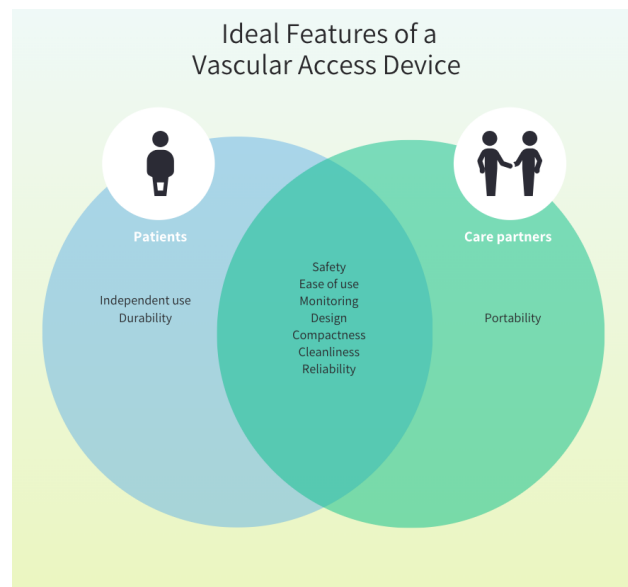 Ideal Features of a
Vascular Access Device
Patients
Care partners
Independent use
Durability
Safety
Ease of use
Monitoring
Design
Compactness
Cleanliness
Reliability
Portability